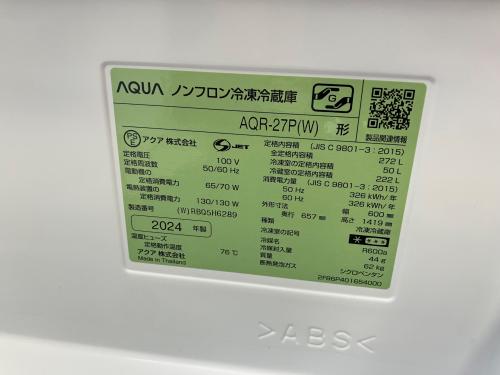 AQUA ノンフロン冷凍冷蔵庫
G
AQR-27P(W) 形
製品関連情報
PS E アクア 株式会社 JET
定格電圧 100 V
定格周波数 50/60 Hz
電動機の
定格消費電力 65/70 W
電熱装置の
定格消費電力 130/130 W
製造番号 (W)RBQ5H6289
2024 年製
温度ヒューズ
定格動作温度 76℃
アクア 株式会社
Made in Thailand
定格内容積 (JIS C 9801-3:2015)
全定格内容積 272 L
冷凍室の定格内容積 50 L
冷蔵室の定格内容積 222 L
消費電力量 (JIS C 9801-3:2015)
50 Hz 326 kWh/年
60 Hz 326 kWh/年
外形寸法 幅 600 mm
奥行 657 mm 高さ 1419 mm
種類 冷凍冷蔵庫
冷凍室の記号
冷媒名 R600a
冷媒封入量 44 g
質量 62 kg
断熱発泡ガス シクロペンタン
2F86P401654000
>ABS<